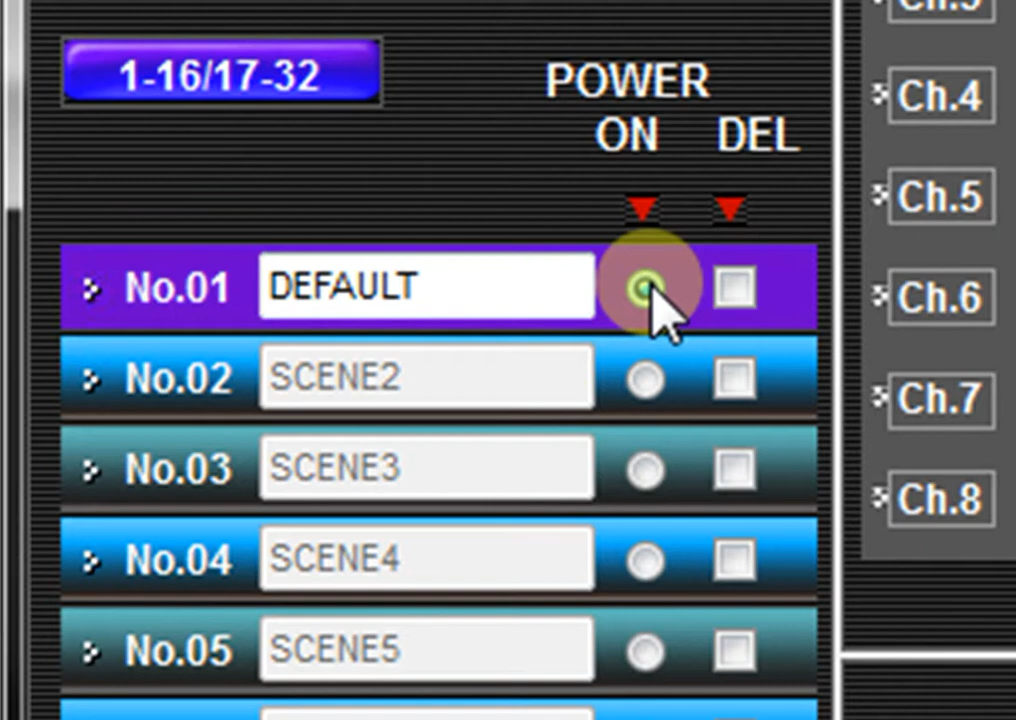 1-16/17-32
POWER
ON DEL
No.01 DEFAULT
No.02 SCENE2
No.03 SCENE3
No.04 SCENE4
No.05 SCENE5
Ch.4
Ch.5
Ch.6
Ch.7
Ch.8